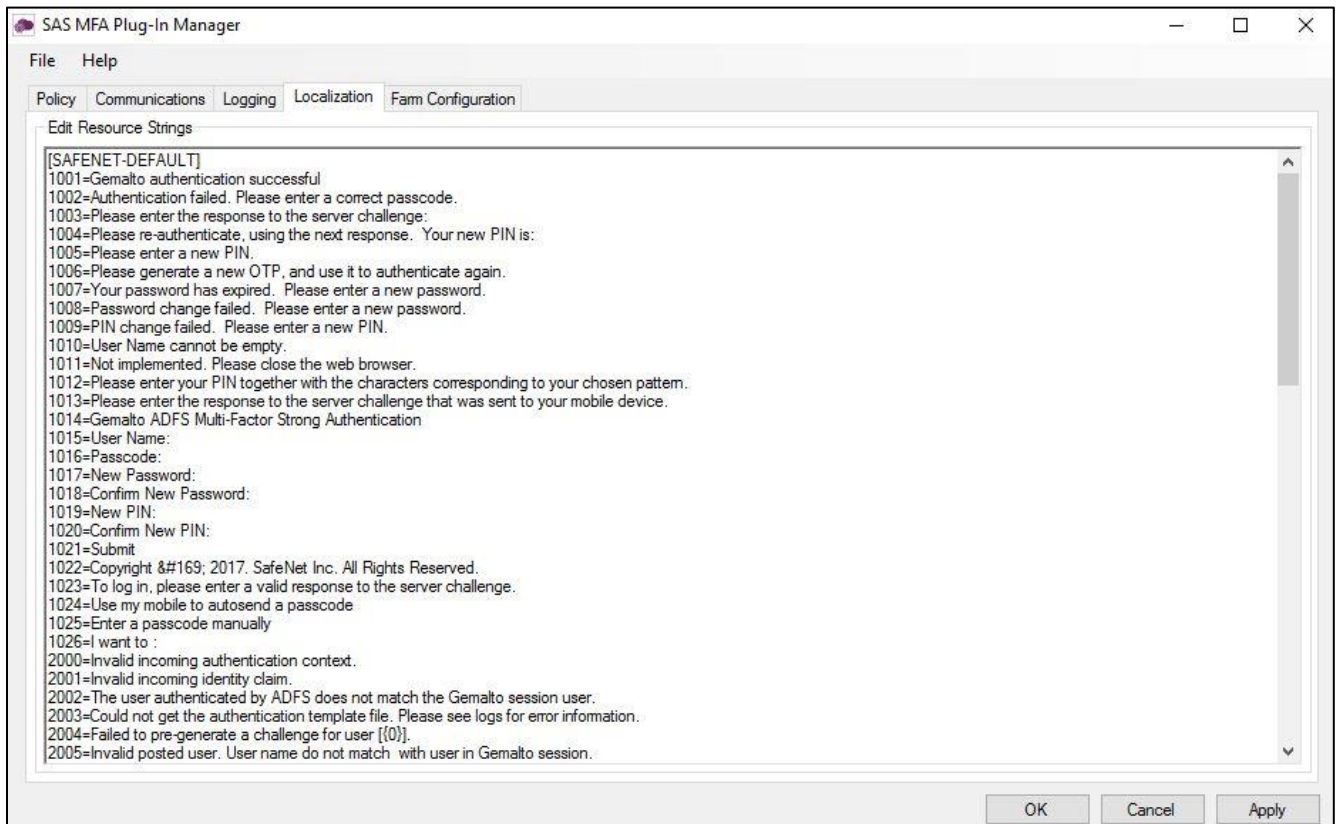 SAS MFA Plug-In Manager
File Help
Policy Communications Logging Localization Farm Configuration
Edit Resource Strings
[SAFENET-DEFAULT]
1001=Gemalto authentication successful
1002=Authentication failed. Please enter a correct passcode.
1003=Please enter the response to the server challenge:
1004=Please re-authenticate, using the next response.  Your new PIN is:
1005=Please enter a new PIN.
1006=Please generate a new OTP, and use it to authenticate again.
1007=Your password has expired.  Please enter a new password.
1008=Password change failed.  Please enter a new password.
1009=PIN change failed.  Please enter a new PIN.
1010=User Name cannot be empty.
1011=Not implemented. Please close the web browser.
1012=Please enter your PIN together with the characters corresponding to your chosen pattern.
1013=Please enter the response to the server challenge that was sent to your mobile device.
1014=Gemalto ADFS Multi-Factor Strong Authentication
1015=User Name:
1016=Passcode:
1017=New Password:
1018=Confirm New Password:
1019=New PIN:
1020=Confirm New PIN:
1021=Submit
1022=Copyright &#169; 2017. SafeNet Inc. All Rights Reserved.
1023=To log in, please enter a valid response to the server challenge.
1024=Use my mobile to autosend a passcode
1025=Enter a passcode manually
1026=I want to :
2000=Invalid incoming authentication context.
2001=Invalid incoming identity claim.
2002=The user authenticated by ADFS does not match the Gemalto session user.
2003=Could not get the authentication template file. Please see logs for error information.
2004=Failed to pre-generate a challenge for user [{0}].
2005=Invalid posted user. User name do not match  with user in Gemalto session.
OK Cancel Apply